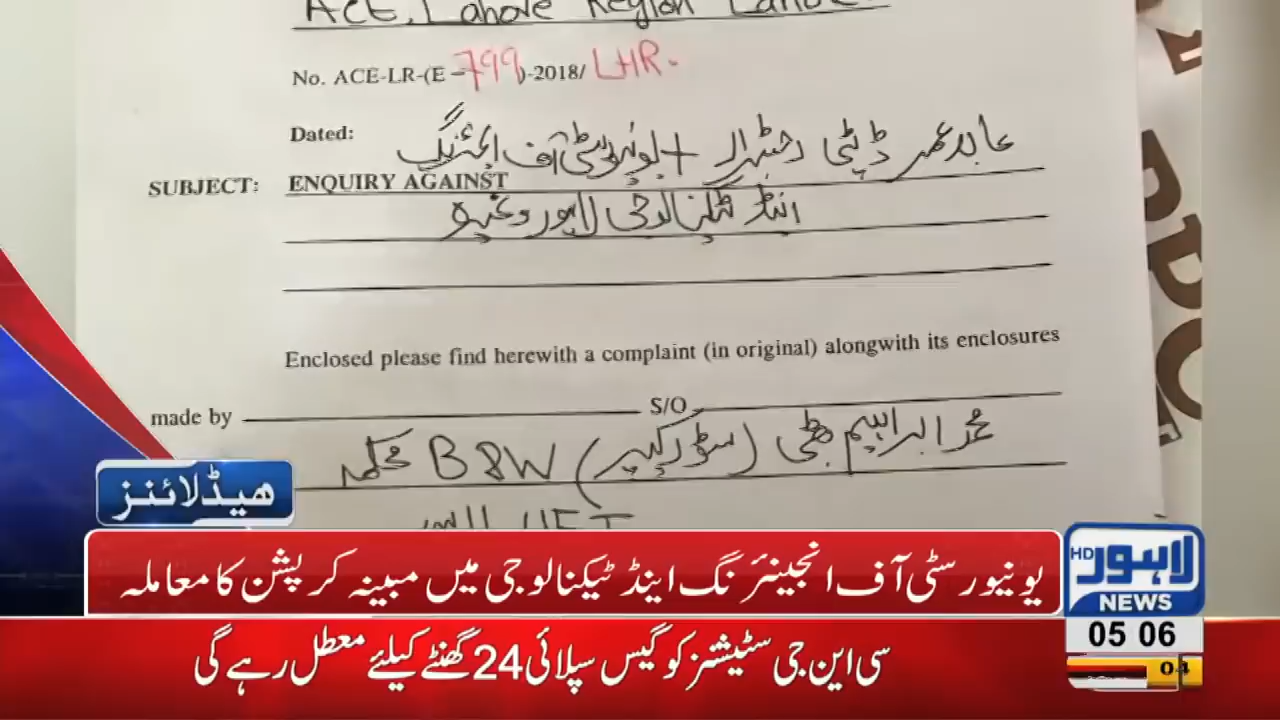 ACE, Lahore Region Lahore
No. ACE-LR-(E-799)-2018/ LHR.
Dated:
عابد عمر ڈپٹی رجسٹرار + یونیورسٹی آف انجینئرنگ
SUBJECT: ENQUIRY AGAINST
اینڈ ٹیکنالوجی لاہور وغیرہ
Enclosed please find herewith a complaint (in original) alongwith its enclosures
made by S/O
محمد ابراہیم بھٹی (سٹور کیپر) B&W محکمہ
UET
ھیڈلائنز
یونیورسٹی آف انجینئرنگ اینڈ ٹیکنالوجی میں مبینہ کرپشن کا معاملہ
سی این جی سٹیشنز کو گیس سپلائی 24 گھنٹے کیلئے معطل رہے گی
لاہور HD
NEWS
05 06
04